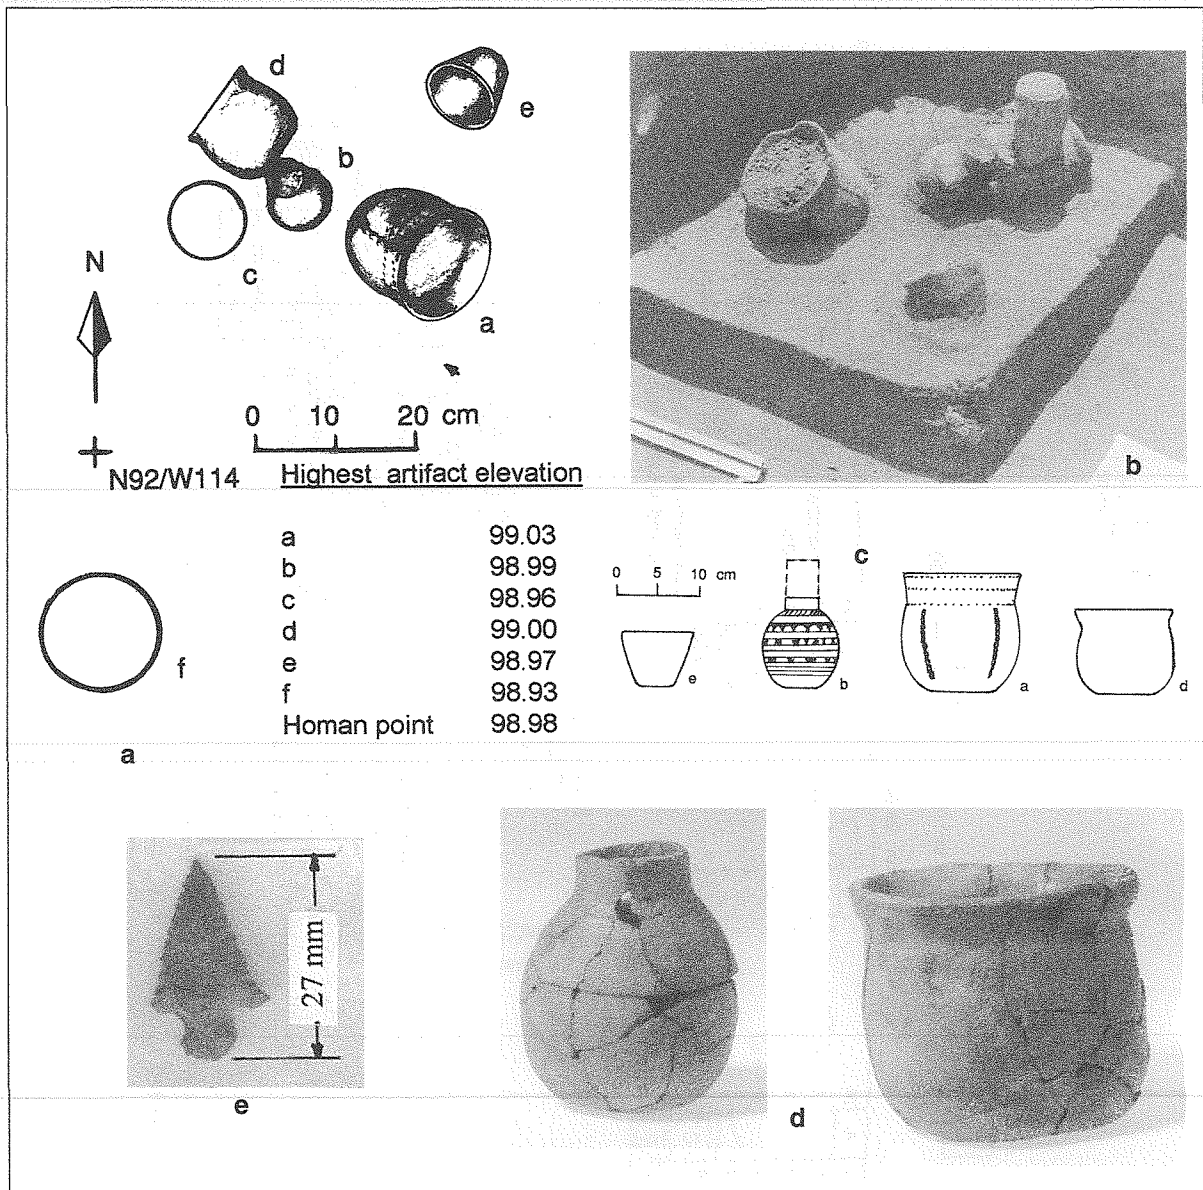 d
e
b
c
N
a
0 10 20 cm
N92/W114
Highest artifact elevation
a 99.03
b 98.99
c 98.96
d 99.00
e 98.97
f 98.93
Homan point 98.98
f
a
b
c
0 5 10 cm
e
b
a
d
27 mm
e
d